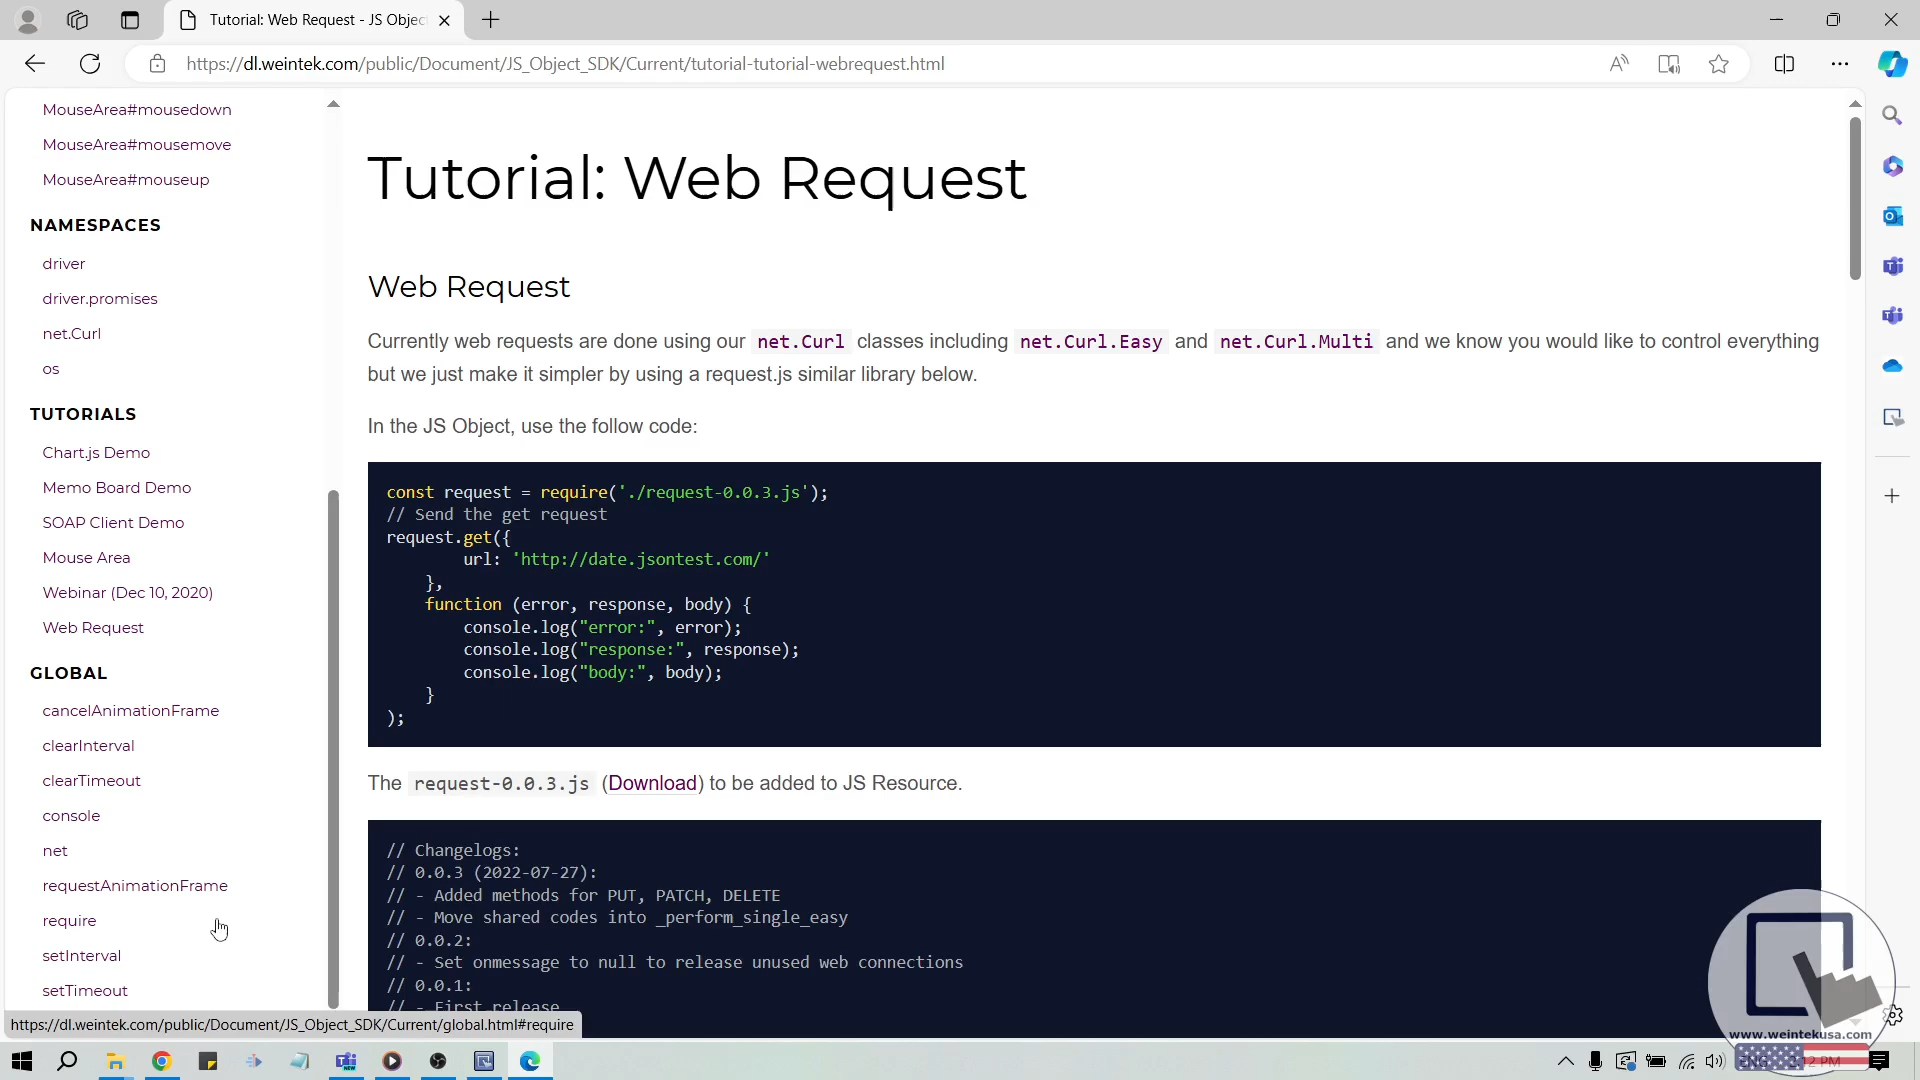 Tutorial: Web Request - JS Objec
https://dl.weintek.com/public/Document/JS_Object_SDK/Current/tutorial-tutorial-webrequest.html
MouseArea#mousedown
MouseArea#mousemove
MouseArea#mouseup
NAMESPACES
driver
driver.promises
net.Curl
os
TUTORIALS
Chart.js Demo
Memo Board Demo
SOAP Client Demo
Mouse Area
Webinar (Dec 10, 2020)
Web Request
GLOBAL
cancelAnimationFrame
clearInterval
clearTimeout
console
net
requestAnimationFrame
require
setInterval
setTimeout
https://dl.weintek.com/public/Document/JS_Object_SDK/Current/global.html#require
Tutorial: Web Request
Web Request
Currently web requests are done using our net.Curl classes including net.Curl.Easy and net.Curl.Multi and we know you would like to control everything
but we just make it simpler by using a request.js similar library below.
In the JS Object, use the follow code:
const request = require('./request-0.0.3.js');
// Send the get request
request.get({
url: 'http://date.jsontest.com/'
},
function (error, response, body) {
console.log("error:", error);
console.log("response:", response);
console.log("body:", body);
}
);
The request-0.0.3.js (Download) to be added to JS Resource.
// Changelogs:
// 0.0.3 (2022-07-27):
// - Added methods for PUT, PATCH, DELETE
// - Move shared codes into _perform_single_easy
// 0.0.2:
// - Set onmessage to null to release unused web connections
// 0.0.1:
// - First release
www.weintekusa.com